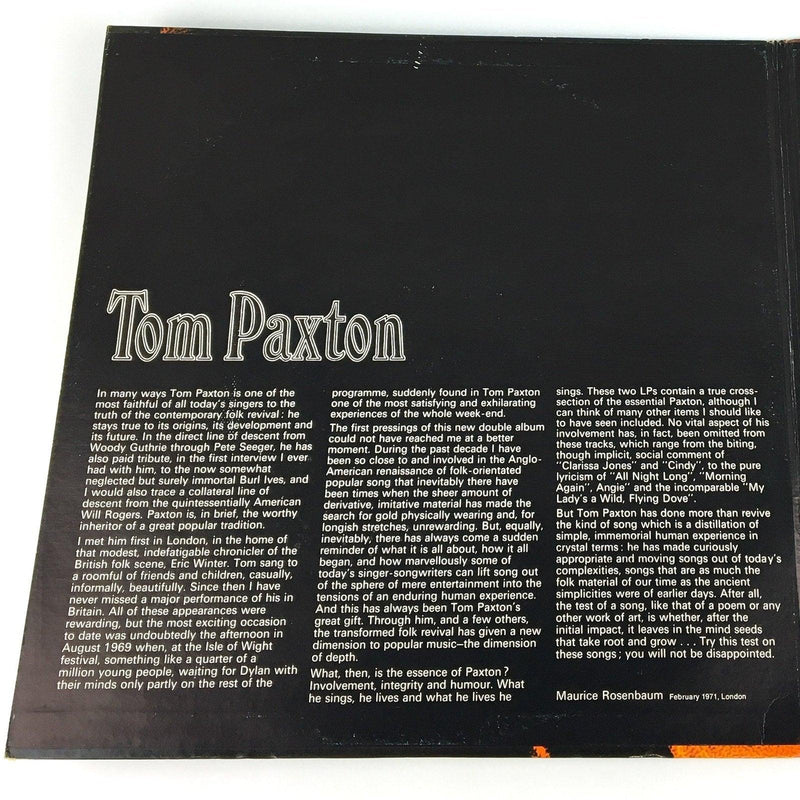 Tom Paxton
In many ways Tom Paxton is one of the
most faithful of all today's singers to the
truth of the contemporary folk revival; he
stays true to its origins, its development and
its future. In the direct line of descent from
Woody Guthrie through Pete Seeger, he has
also paid tribute, in the first interview I ever
had with him, to the now somewhat
neglected but surely immortal Burl Ives, and
I would also trace a collateral line of
descent from the quintessentially American
Will Rogers. Paxton is, in brief, the worthy
inheritor of a great popular tradition.
I met him first in London, in the home of
that modest, indefatigable chronicler of the
British folk scene, Eric Winter. Tom sang to
a roomful of friends and children, casually,
informally, beautifully. Since then I have
never missed a major performance of his in
Britain. All of these appearances were
rewarding, but the most exciting occasion
to date was undoubtedly the afternoon in
August 1969 when, at the Isle of Wight
festival, something like a quarter of a
million young people, waiting for Dylan with
their minds only partly on the rest of the
programme, suddenly found in Tom Paxton
one of the most satisfying and exhilarating
experiences of the whole week-end.
The first pressings of this new double album
could not have reached me at a better
moment. During the past decade I have
been so close to and involved in the Anglo-
American renaissance of folk-orientated
popular song that inevitably there have
been times when the sheer amount of
derivative, imitative material has made the
search for gold physically wearing and, for
longish stretches, unrewarding. But, equally,
inevitably, there has always come a sudden
reminder of what it is all about, how it all
began, and how marvellously some of
today's singer-songwriters can lift song out
of the sphere of mere entertainment into the
tensions of an enduring human experience.
And this has always been Tom Paxton's
great gift. Through him, and a few others,
the transformed folk revival has given a new
dimension to popular music—the dimension
of depth.
What, then, is the essence of Paxton?
Involvement, integrity and humour. What
he sings, he lives and what he lives he
sings. These two LPs contain a true cross-
section of the essential Paxton, although I
can think of many other items I should like
to have seen included. No vital aspect of his
involvement has, in fact, been omitted from
these tracks, which range from the biting,
though implicit, social comment of
"Clarissa Jones" and "Cindy", to the pure
lyricism of "All Night Long", "Morning
Again", Angie" and the incomparable "My
Lady's a Wild, Flying Dove".
But Tom Paxton has done more than revive
the kind of song which is a distillation of
simple, immemorial human experience in
crystal terms: he has made curiously
appropriate and moving songs out of today's
complexities, songs that are as much the
folk material of our time as the ancient
simplicities were of earlier days. After all,
the test of a song, like that of a poem or any
other work of art, is whether, after the
initial impact, it leaves in the mind seeds
that take root and grow . . . Try this test on
these songs; you will not be disappointed.
Maurice Rosenbaum February 1971, London